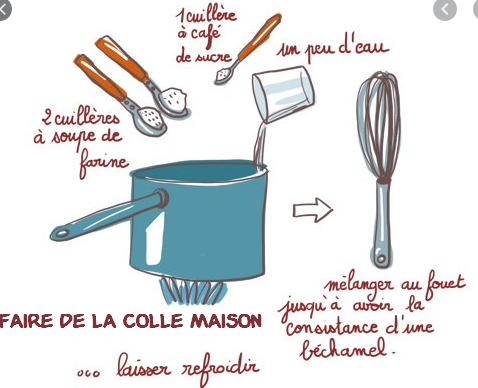 1 cuillère
à café
de sucre
un peu d'eau
2 cuillères
à soupe de
farine
mélanger au fouet
jusqu'à avoir la
consistance d'une
béchamel.
FAIRE DE LA COLLE MAISON
... laisser refroidir